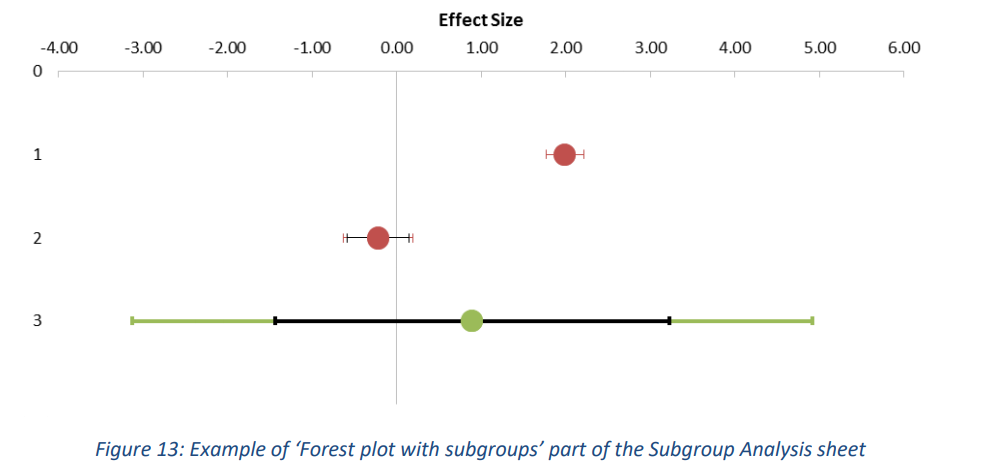 Effect Size
-4.00 -3.00 -2.00 -1.00 0.00 1.00 2.00 3.00 4.00 5.00 6.00
0
1
2
3
Figure 13: Example of ‘Forest plot with subgroups’ part of the Subgroup Analysis sheet